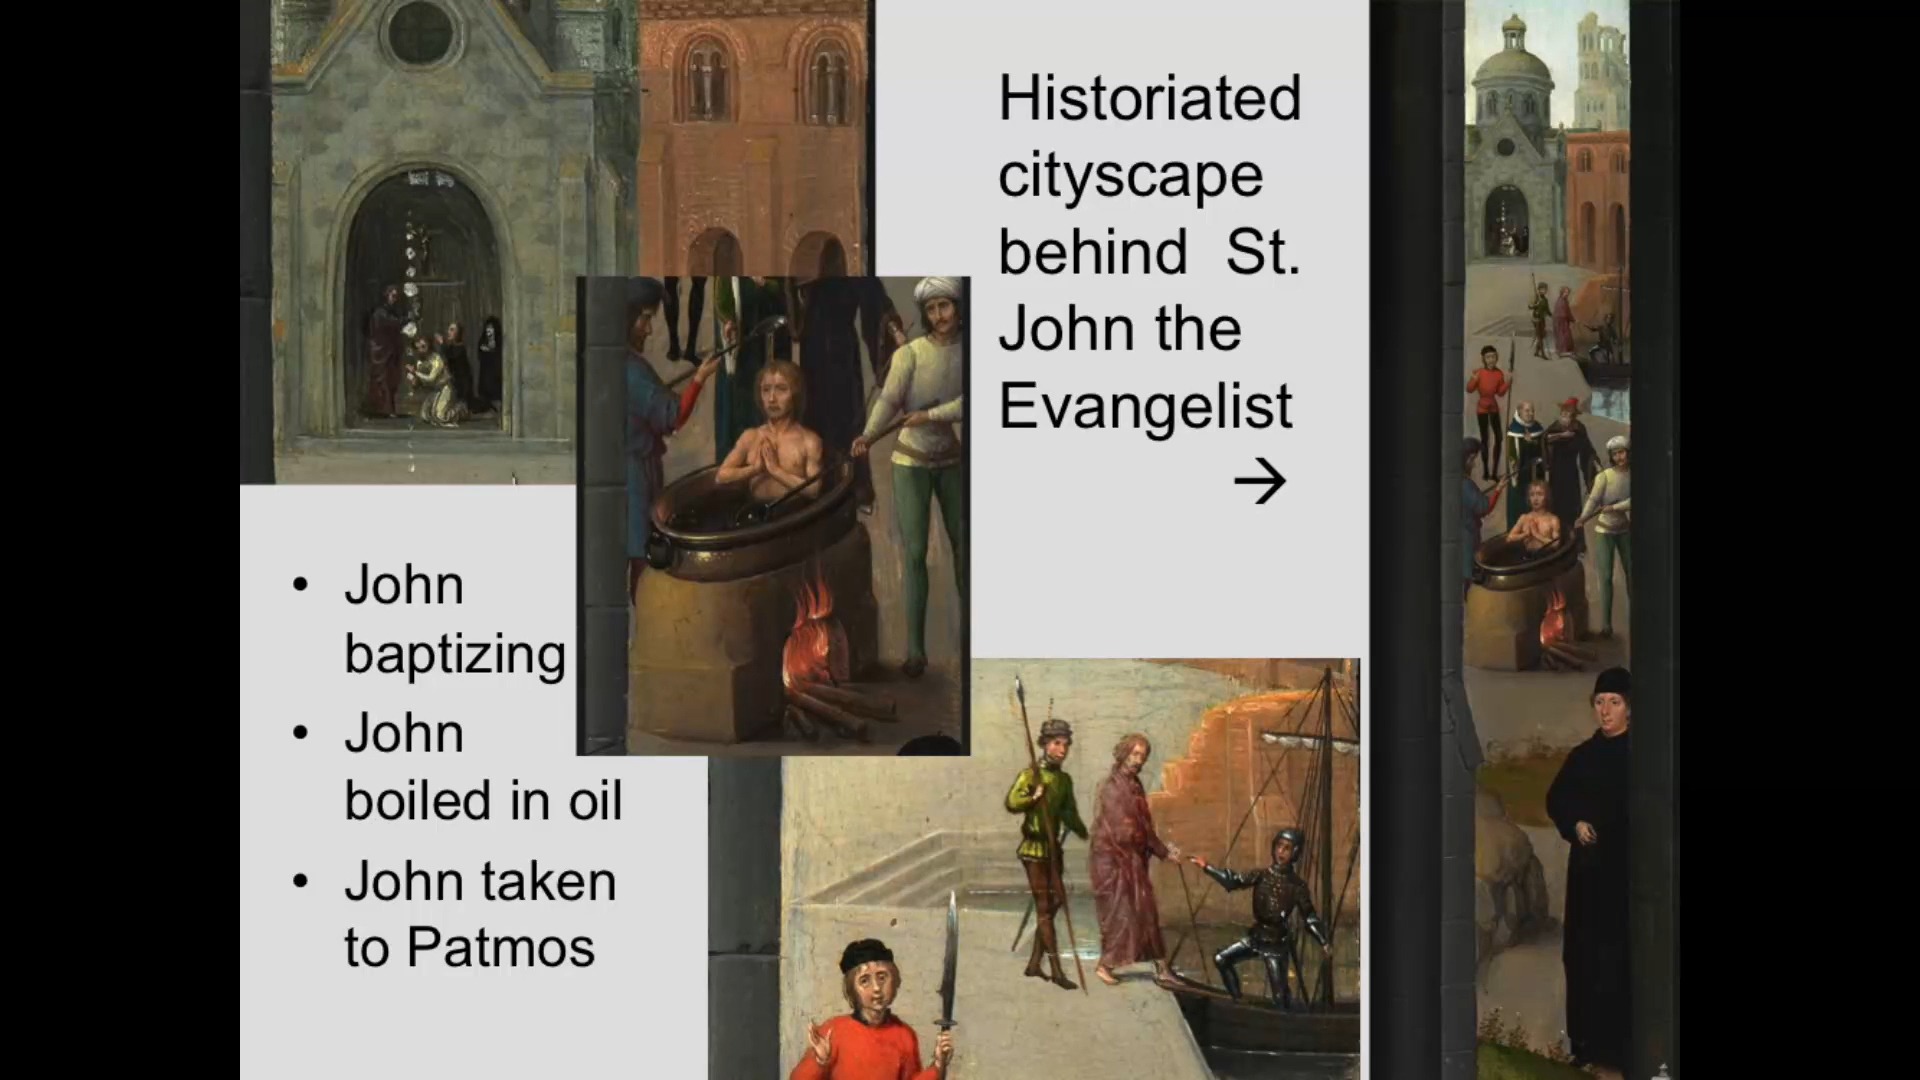 Historiated
cityscape
behind  St.
John the
Evangelist
→
• John
baptizing
• John
boiled in oil
• John taken
to Patmos